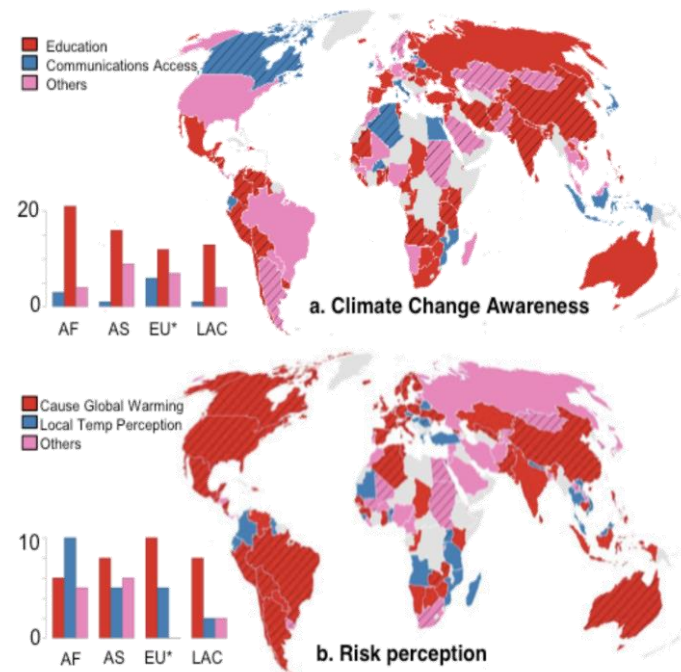 Education
Communications Access
Others
20
0
AF AS EU* LAC
a. Climate Change Awareness
Cause Global Warming
Local Temp Perception
Others
10
0
AF AS EU* LAC
b. Risk perception